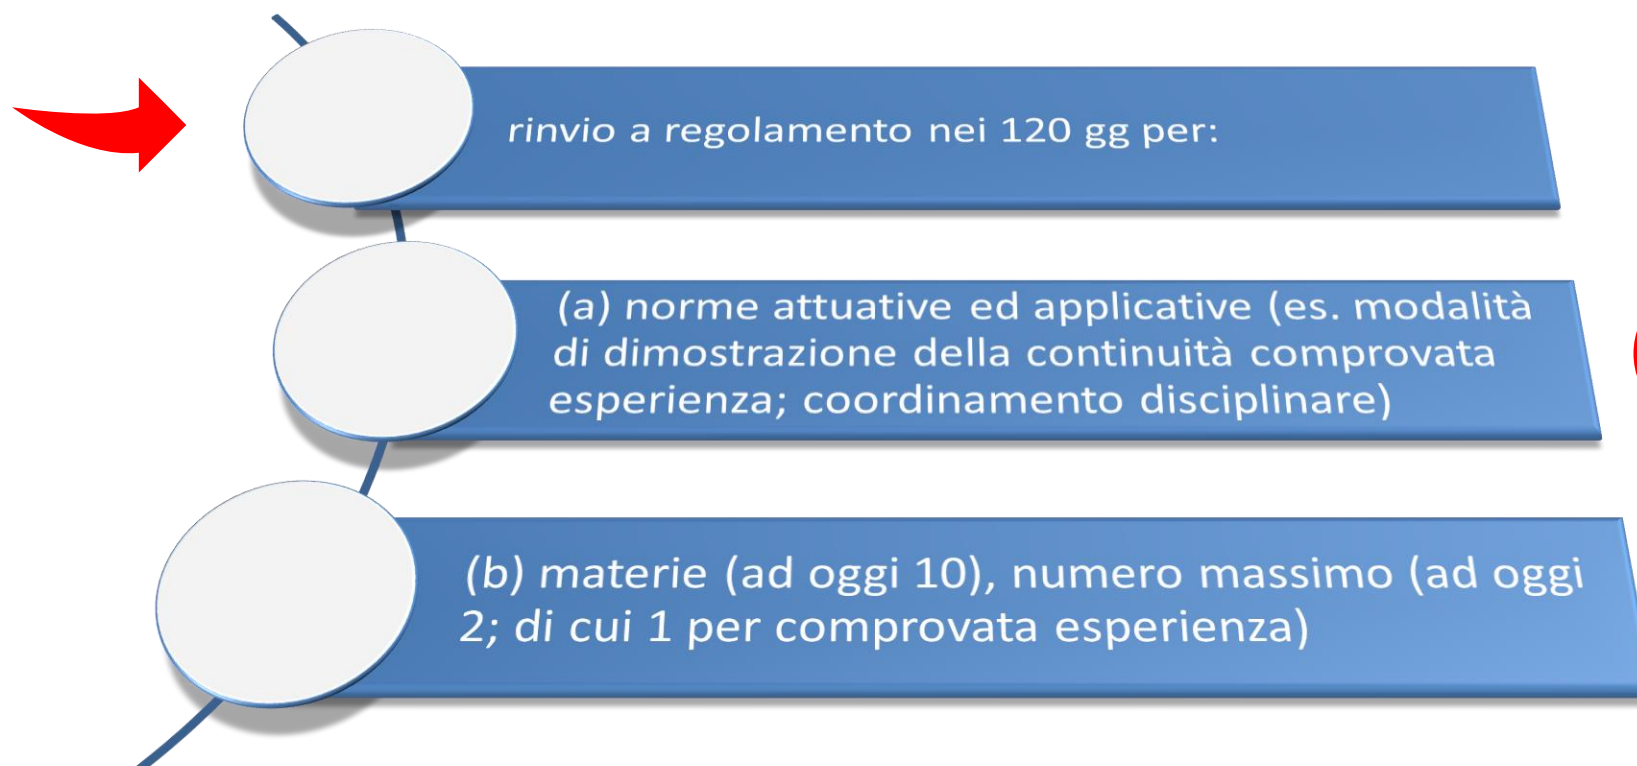 rinvio a regolamento nei 120 gg per:
(a) norme attuative ed applicative (es. modalità
di dimostrazione della continuità comprovata
esperienza; coordinamento disciplinare)
(b) materie (ad oggi 10), numero massimo (ad oggi
2; di cui 1 per comprovata esperienza)